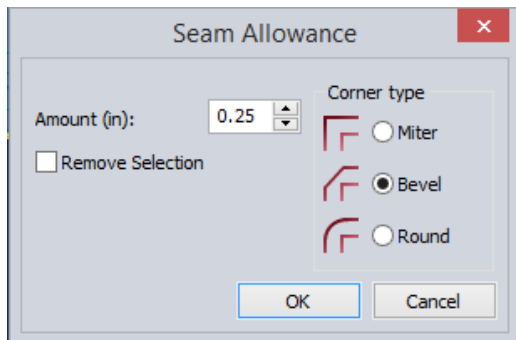 Seam Allowance
Amount (in):
0.25
Remove Selection
Corner type
Miter
Bevel
Round
OK
Cancel